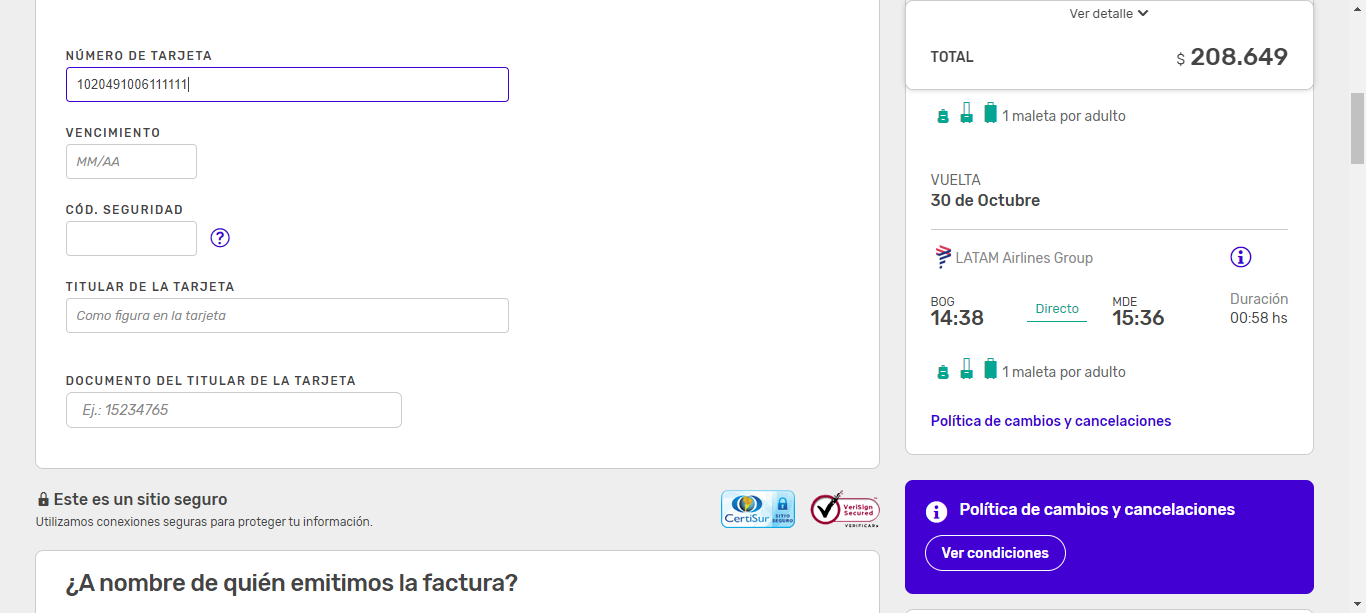 NÚMERO DE TARJETA
1020491006111111
VENCIMIENTO
MM/AA
CÓD. SEGURIDAD
?
TITULAR DE LA TARJETA
Como figura en la tarjeta
DOCUMENTO DEL TITULAR DE LA TARJETA
Ej.: 15234765
Este es un sitio seguro
Utilizamos conexiones seguras para proteger tu información.
CertiSur SITIO SEGURO
VeriSign Secured
VERIFICAR▸
¿A nombre de quién emitimos la factura?
Ver detalle
TOTAL $ 208.649
1 maleta por adulto
VUELTA
30 de Octubre
LATAM Airlines Group
BOG Directo MDE Duración
14:38 15:36 00:58 hs
1 maleta por adulto
Política de cambios y cancelaciones
Política de cambios y cancelaciones
Ver condiciones